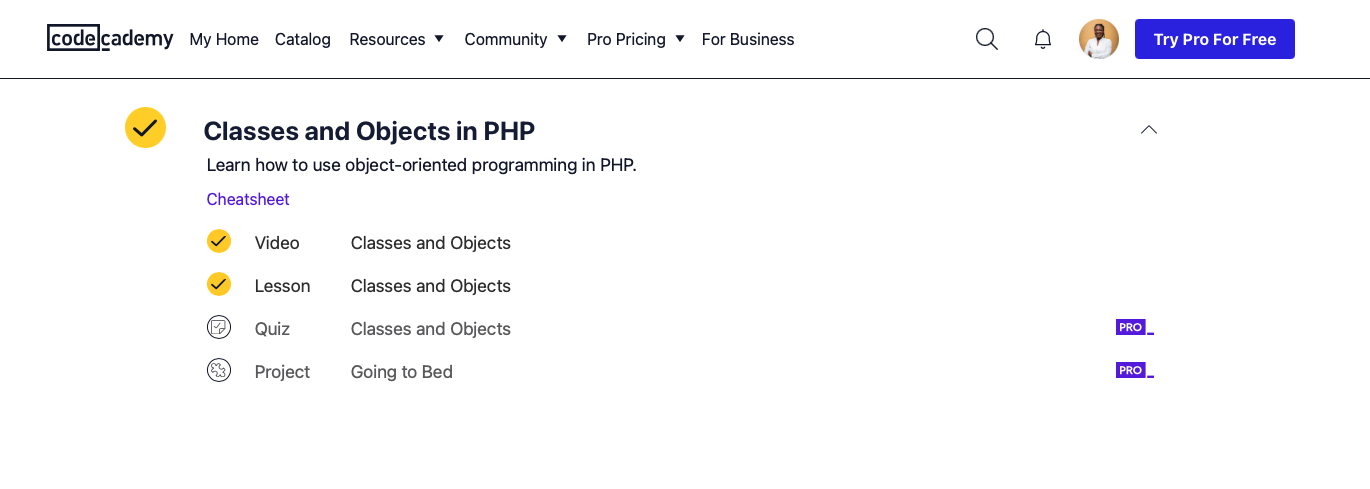 codecademy My Home Catalog Resources Community Pro Pricing For Business Try Pro For Free
Classes and Objects in PHP
Learn how to use object-oriented programming in PHP.
Cheatsheet
Video Classes and Objects
Lesson Classes and Objects
Quiz Classes and Objects PRO_
Project Going to Bed PRO_